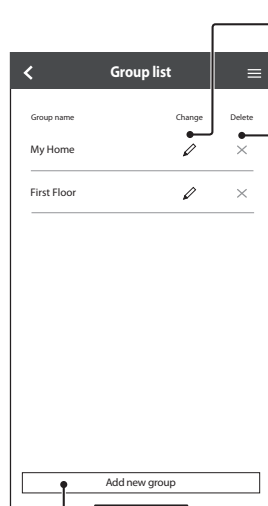 Group list
Group name Change Delete
My Home
First Floor
Add new group